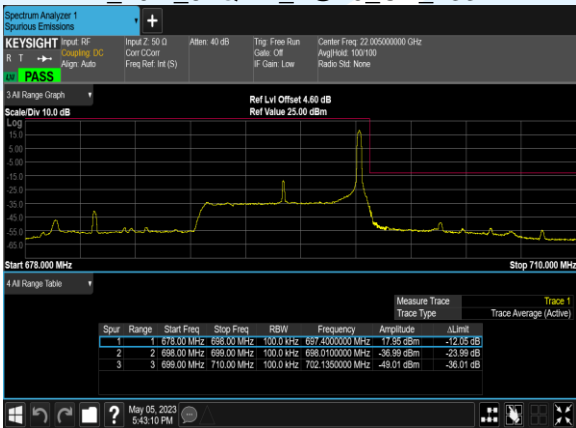 Spectrum Analyzer 1
Spurious Emissions
+
KEYSIGHT Input: RF Input Z: 50 Ω Atten: 40 dB Trig: Free Run Center Freq: 22.005000000 GHz
R T Coupling: DC Corr CCorr Gate: Off Avg|Hold: 100/100
Align: Auto Freq Ref: Int (S) IF Gain: Low Radio Std: None
PASS
3 All Range Graph
Ref Lvl Offset 4.60 dB
Scale/Div 10.0 dB Ref Value 25.00 dBm
Log
15.0
5.00
-5.00
-15.0
-25.0
-35.0
-45.0
-55.0
-65.0
Start 678.000 MHz Stop 710.000 MHz
4 All Range Table
Measure Trace Trace 1
Trace Type Trace Average (Active)
Spur Range Start Freq Stop Freq RBW Frequency Amplitude ΔLimit
1 1 678.00 MHz 698.00 MHz 100.0 kHz 697.4000000 MHz 17.95 dBm -12.05 dB
2 2 698.00 MHz 699.00 MHz 100.0 kHz 698.0100000 MHz -36.99 dBm -23.99 dB
3 3 699.00 MHz 710.00 MHz 100.0 kHz 702.1350000 MHz -49.01 dBm -36.01 dB
? May 05, 2023
5:43:10 PM